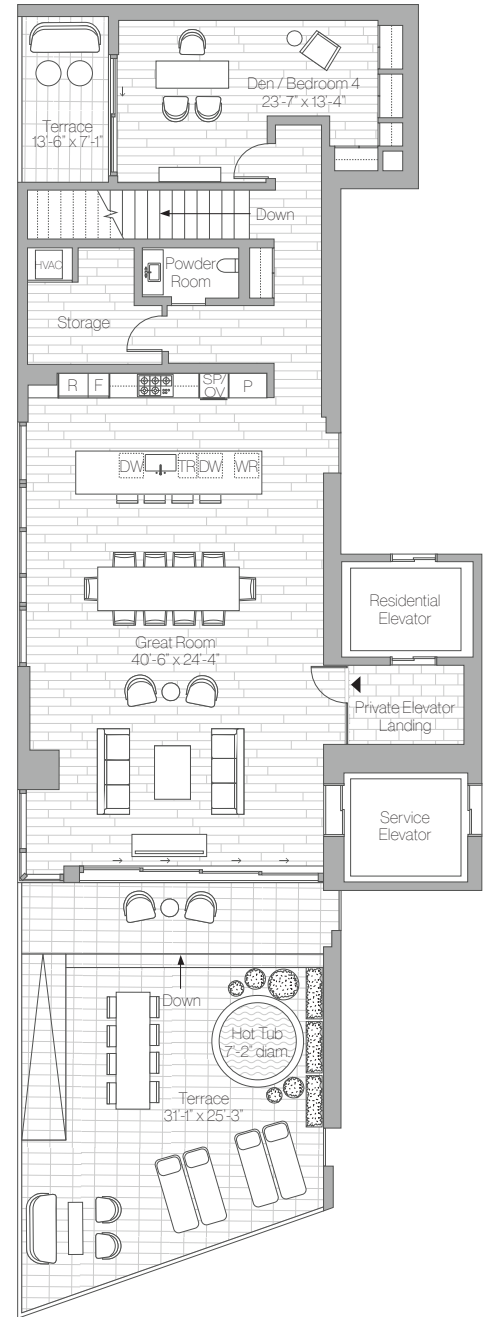 Den / Bedroom 4
23'-7" x 13'-4"
Terrace
13'-6" x 7'-1"
Down
HVAC
Powder
Room
Storage
R
F
SP/
OV
P
DW
TR
DW
WR
Great Room
40'-6" x 24'-4"
Residential
Elevator
Private Elevator
Landing
Service
Elevator
Down
Hot Tub
7'-2" diam.
Terrace
31'-1" x 25'-3"